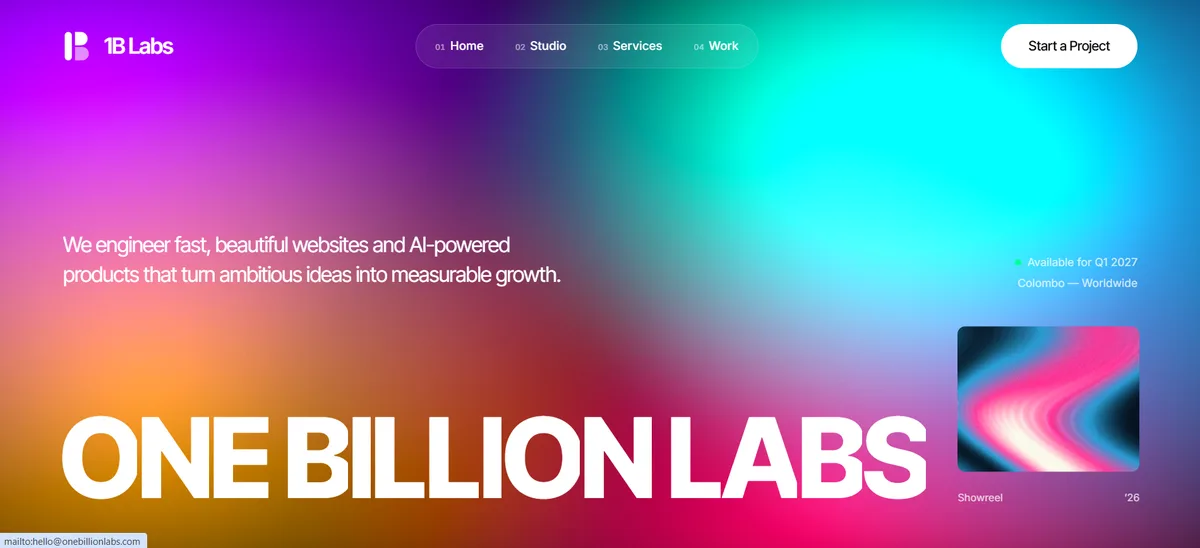 1B Labs
01 Home 02 Studio 03 Services 04 Work
Start a Project
We engineer fast, beautiful websites and AI-powered
products that turn ambitious ideas into measurable growth.
Available for Q1 2027
Colombo — Worldwide
ONE BILLION LABS
Showreel '26
mailto:hello@onebillionlabs.com